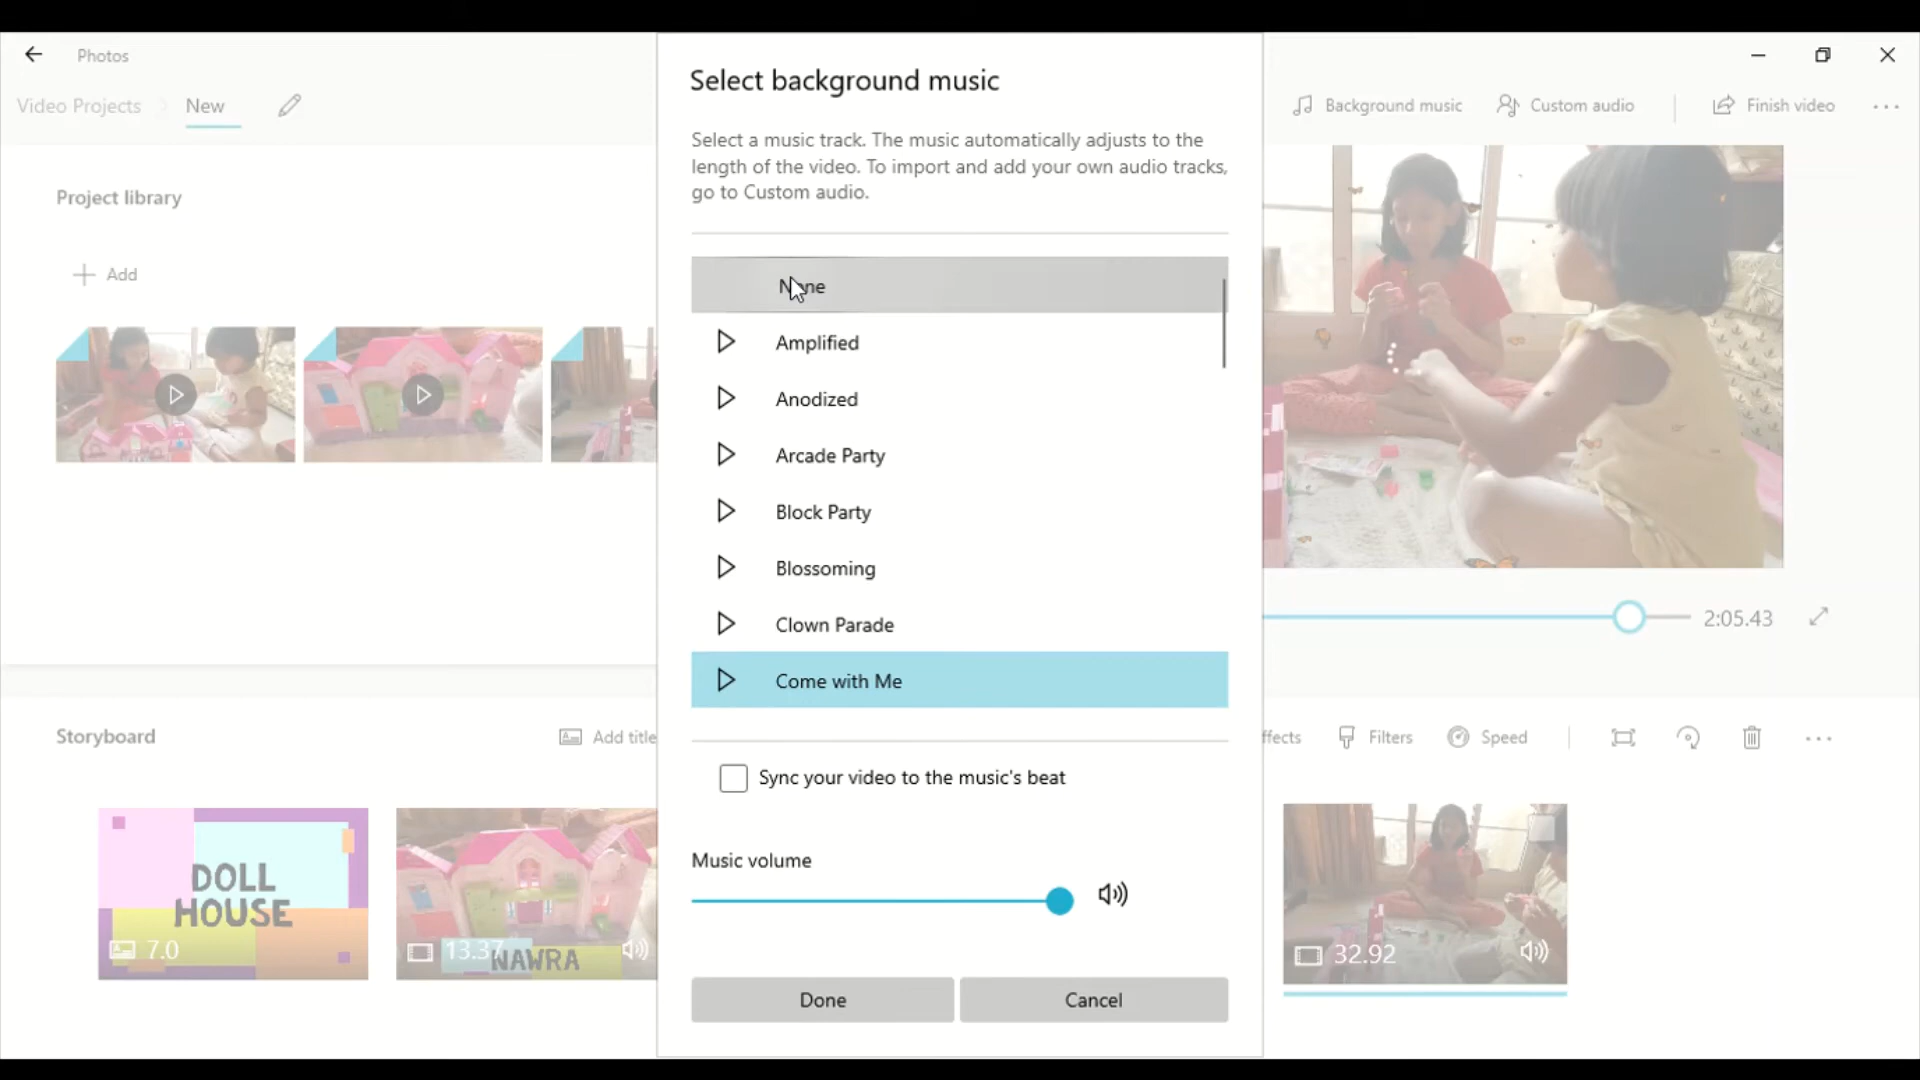 Photos
Video Projects
New
Background music
Custom audio
Finish video
Project library
Add
Select background music
Select a music track. The music automatically adjusts to the
length of the video. To import and add your own audio tracks,
go to Custom audio.
None
Amplified
Anodized
Arcade Party
Block Party
Blossoming
Clown Parade
Come with Me
Sync your video to the music's beat
Music volume
Done
Cancel
2:05.43
Storyboard
Add title
ffects
Filters
Speed
DOLL
HOUSE
7.0
13.37
NAWRA
32.92